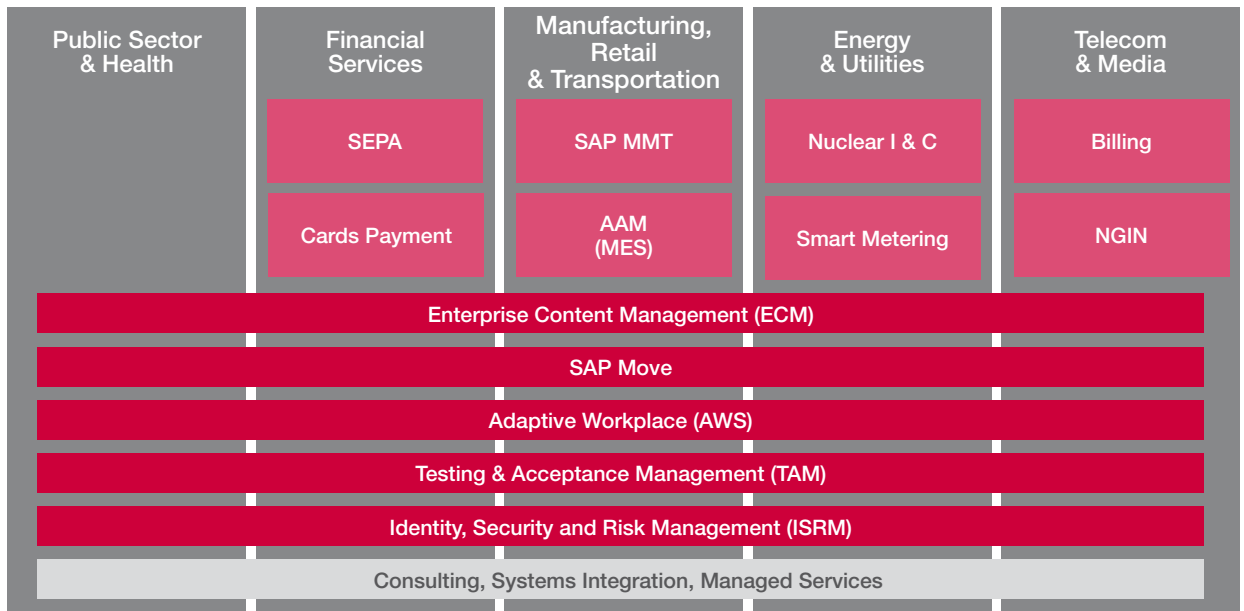 Public Sector
& Health
Financial
Services
Manufacturing,
Retail
& Transportation
Energy
& Utilities
Telecom
& Media
SEPA
SAP MMT
Nuclear I & C
Billing
Cards Payment
AAM
(MES)
Smart Metering
NGIN
Enterprise Content Management (ECM)
SAP Move
Adaptive Workplace (AWS)
Testing & Acceptance Management (TAM)
Identity, Security and Risk Management (ISRM)
Consulting, Systems Integration, Managed Services